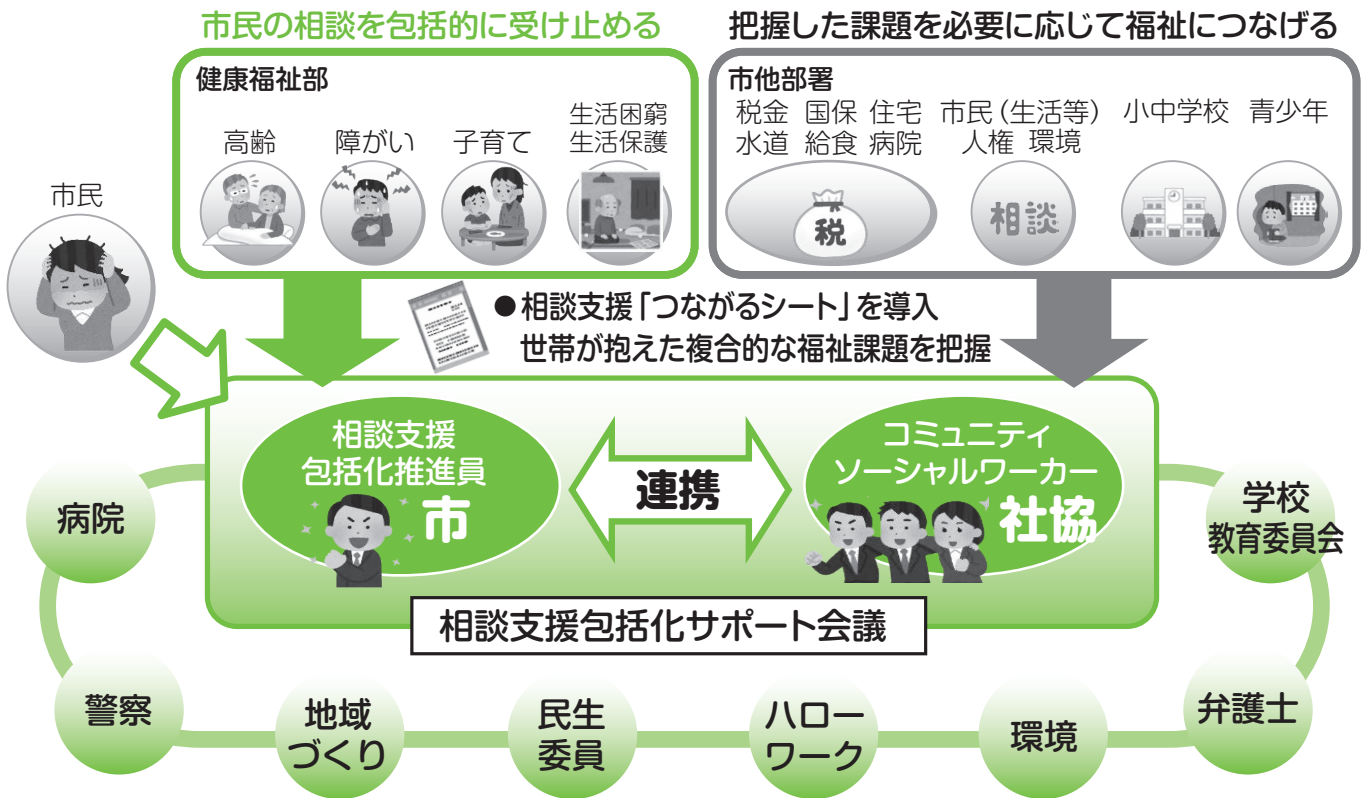 市民の相談を包括的に受け止める
健康福祉部
高齢
障がい
子育て
生活困窮
生活保護
把握した課題を必要に応じて福祉につなげる
市他部署
税金 国保 住宅
水道 給食 病院
税
市民（生活等）
人権 環境
相談
小中学校
青少年
市民
●相談支援「つながるシート」を導入
世帯が抱えた複合的な福祉課題を把握
相談支援
包括化推進員
市
連携
コミュニティ
ソーシャルワーカー
社協
相談支援包括化サポート会議
病院
警察
地域
づくり
民生
委員
ハロー
ワーク
環境
弁護士
学校
教育委員会